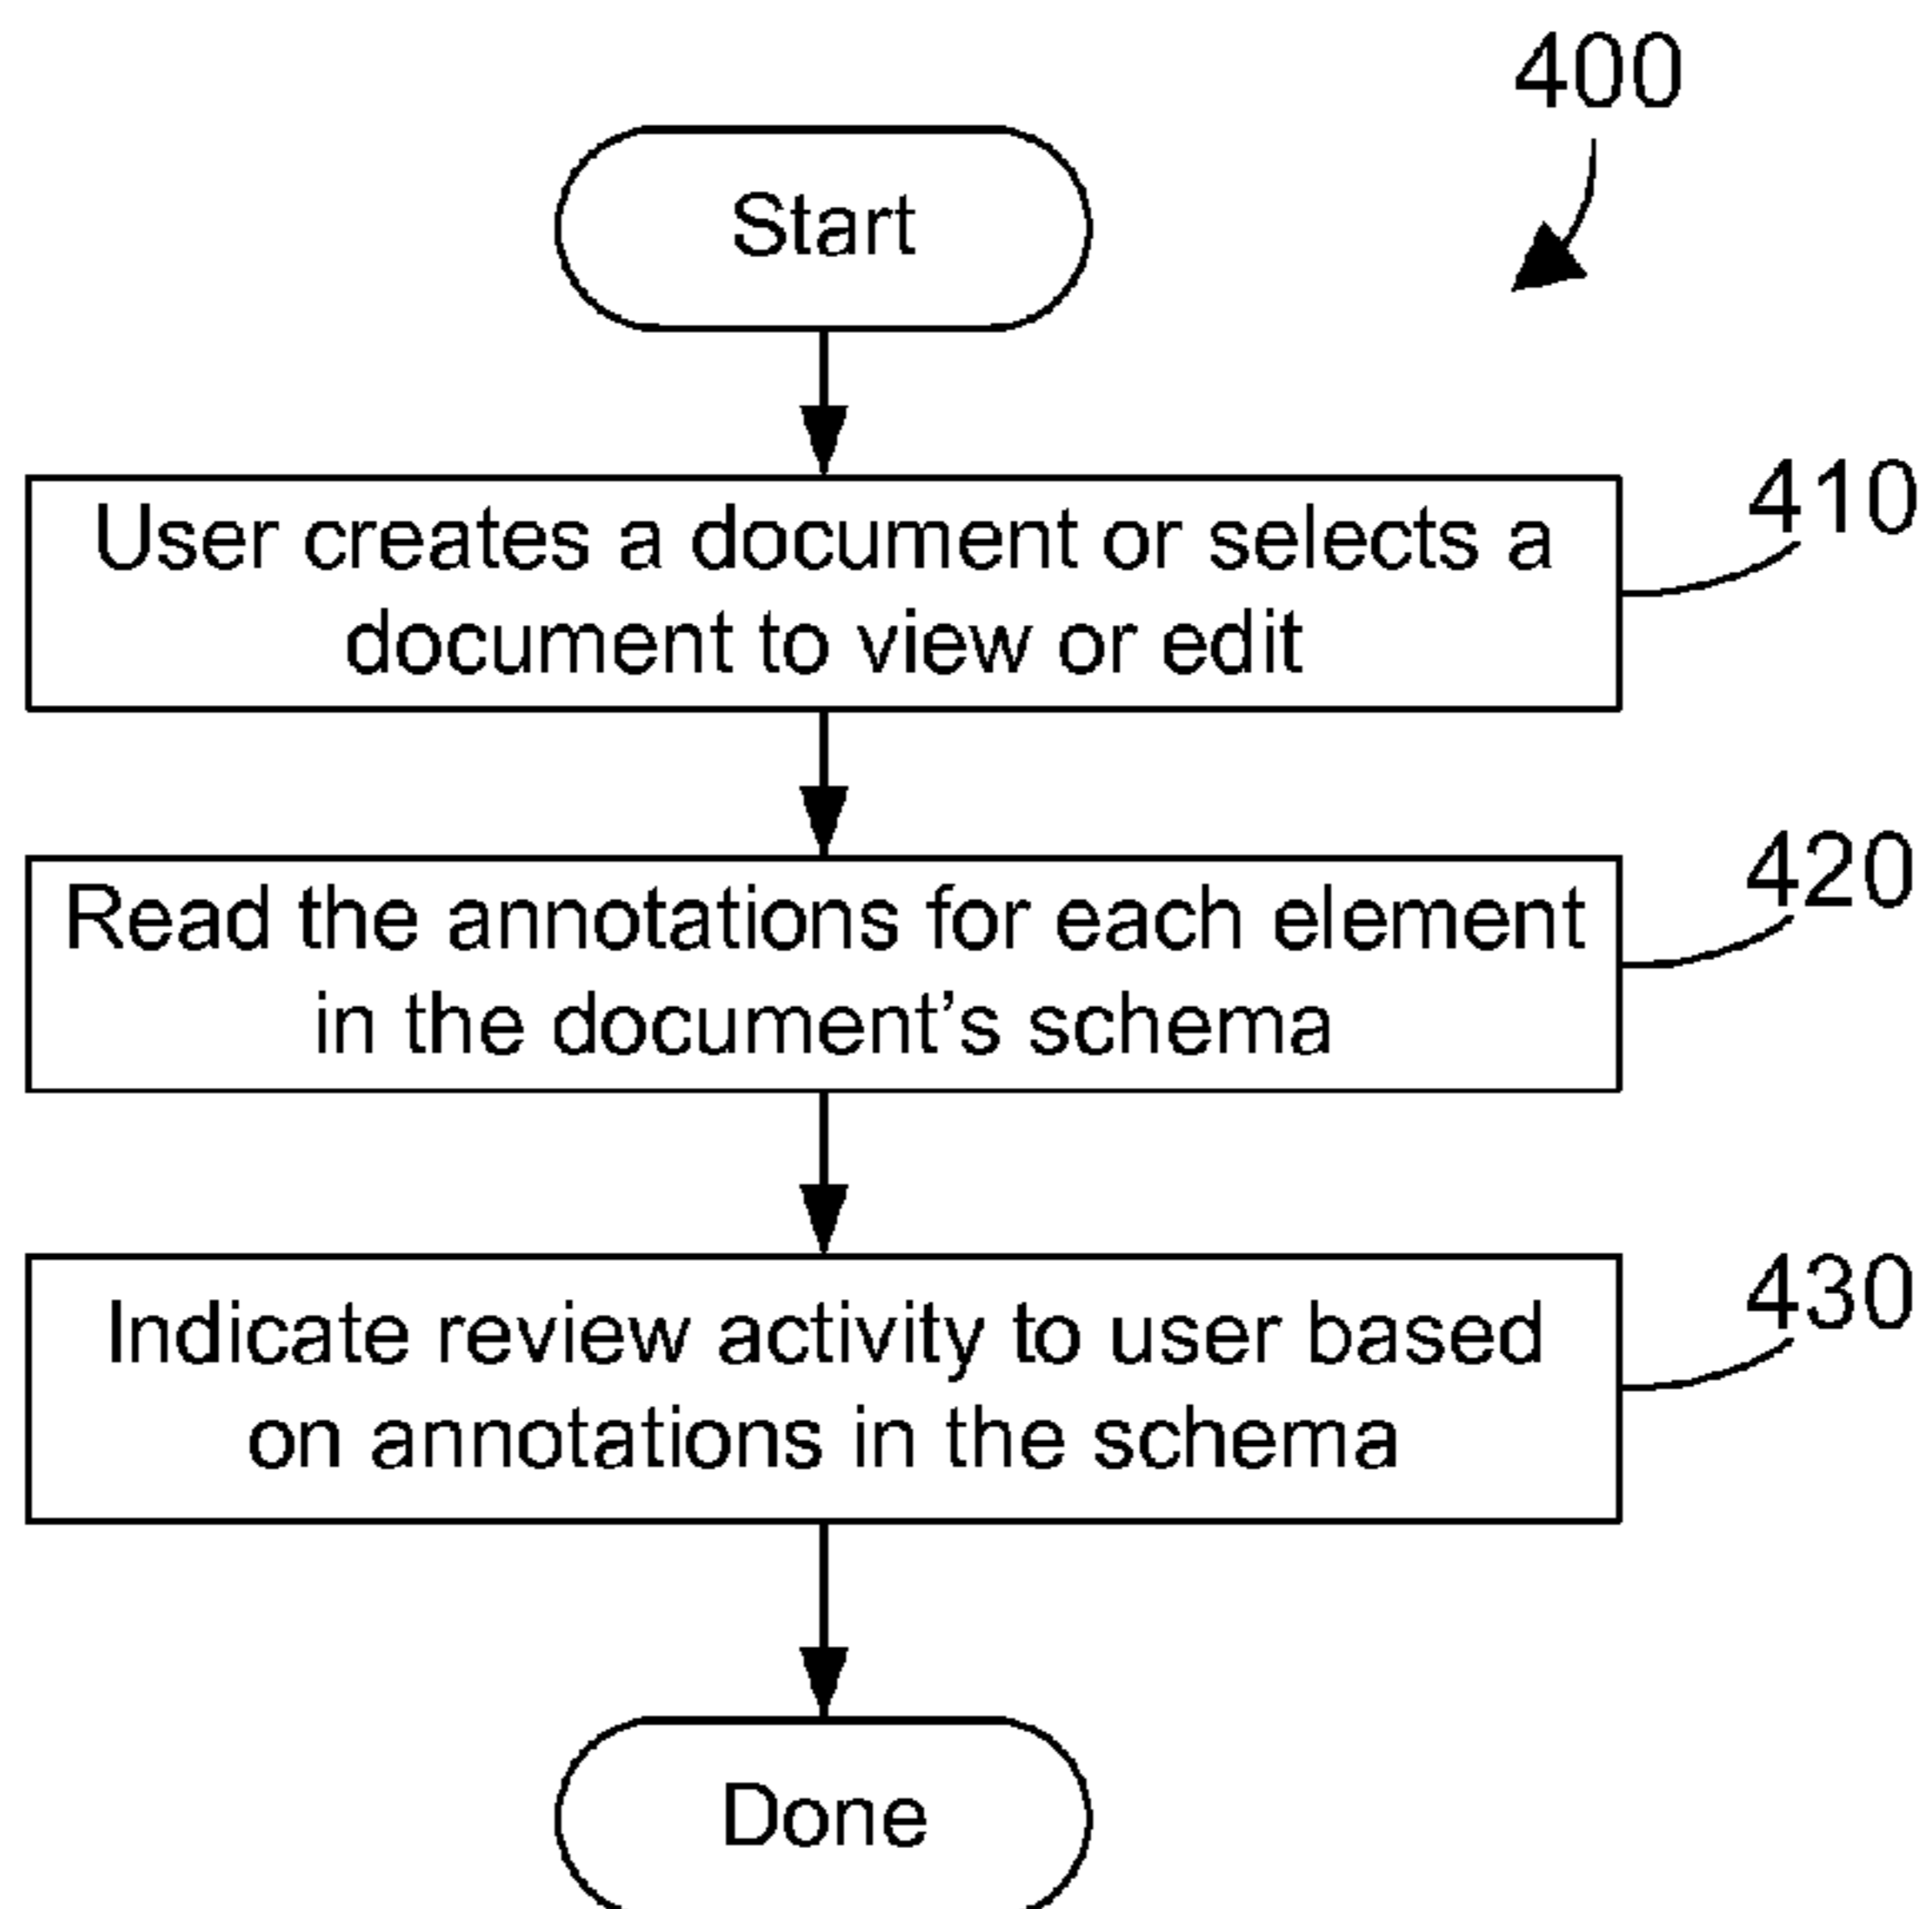 400
Start
User creates a document or selects a
document to view or edit
410
Read the annotations for each element
in the document’s schema
420
Indicate review activity to user based
on annotations in the schema
430
Done